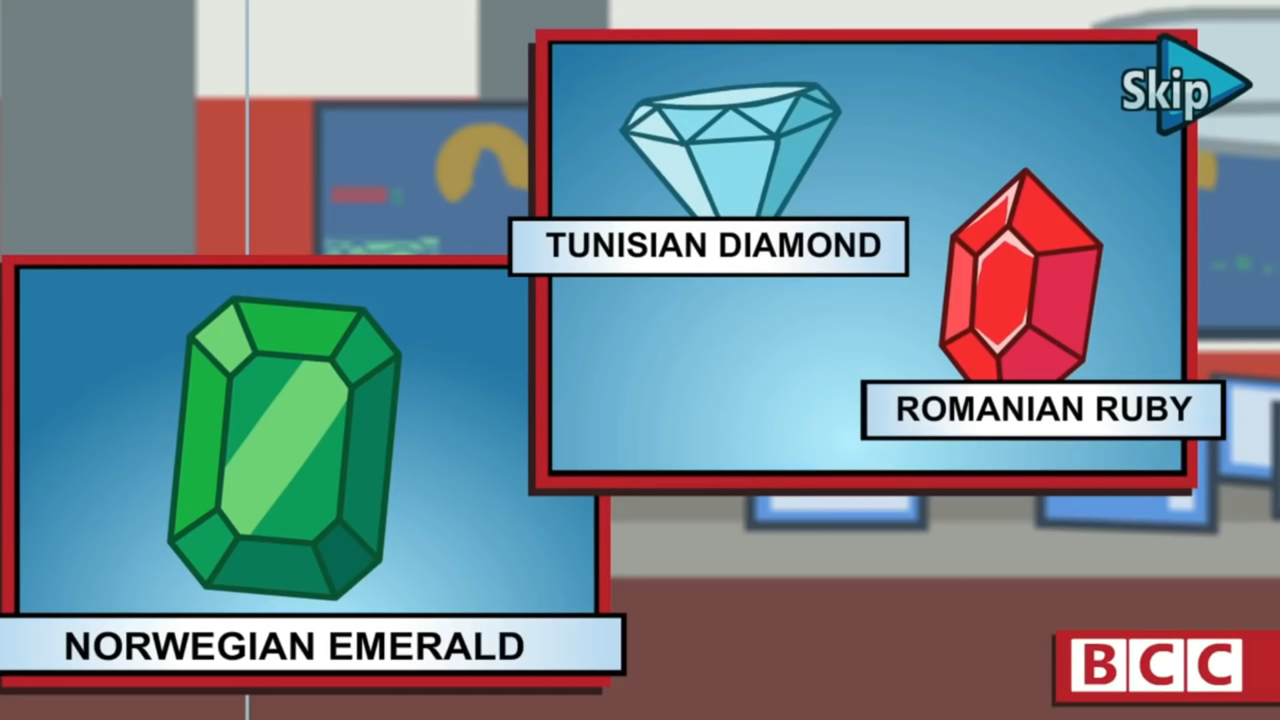 Skip
TUNISIAN DIAMOND
ROMANIAN RUBY
NORWEGIAN EMERALD
BCC